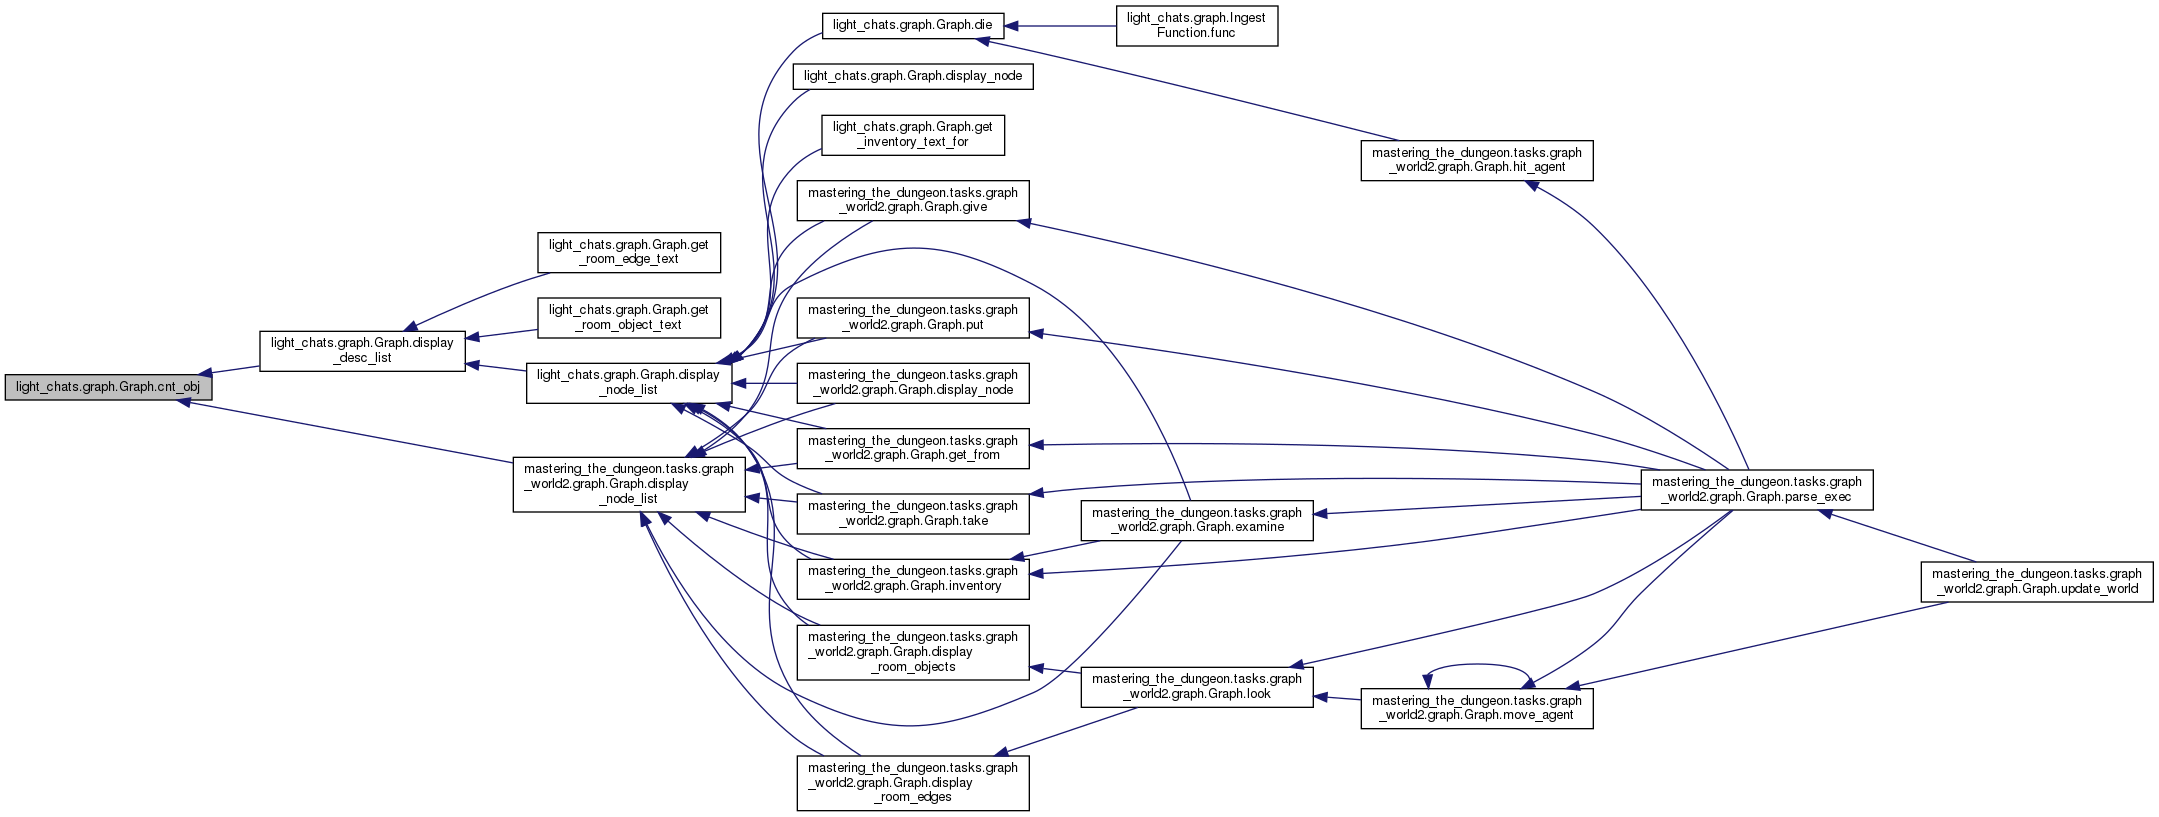 light_chats.graph.Graph.cnt_obj
light_chats.graph.Graph.display
_desc_list
light_chats.graph.Graph.get
_room_edge_text
light_chats.graph.Graph.get
_room_object_text
light_chats.graph.Graph.display
_node_list
mastering_the_dungeon.tasks.graph
_world2.graph.Graph.display
_node_list
light_chats.graph.Graph.die
light_chats.graph.Graph.display_node
light_chats.graph.Graph.get
_inventory_text_for
mastering_the_dungeon.tasks.graph
_world2.graph.Graph.give
mastering_the_dungeon.tasks.graph
_world2.graph.Graph.put
mastering_the_dungeon.tasks.graph
_world2.graph.Graph.display_node
mastering_the_dungeon.tasks.graph
_world2.graph.Graph.get_from
mastering_the_dungeon.tasks.graph
_world2.graph.Graph.take
mastering_the_dungeon.tasks.graph
_world2.graph.Graph.inventory
mastering_the_dungeon.tasks.graph
_world2.graph.Graph.display
_room_objects
mastering_the_dungeon.tasks.graph
_world2.graph.Graph.display
_room_edges
light_chats.graph.Ingest
Function.func
mastering_the_dungeon.tasks.graph
_world2.graph.Graph.examine
mastering_the_dungeon.tasks.graph
_world2.graph.Graph.look
mastering_the_dungeon.tasks.graph
_world2.graph.Graph.hit_agent
mastering_the_dungeon.tasks.graph
_world2.graph.Graph.move_agent
mastering_the_dungeon.tasks.graph
_world2.graph.Graph.parse_exec
mastering_the_dungeon.tasks.graph
_world2.graph.Graph.update_world